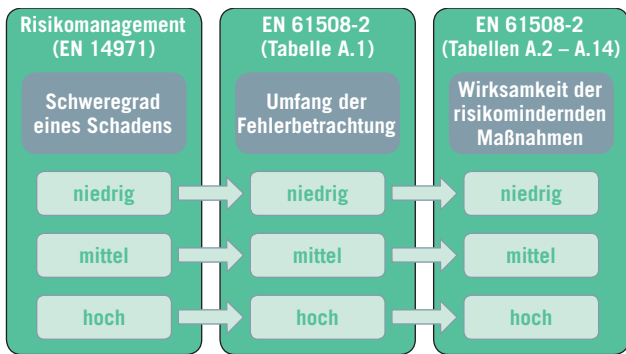 Risikomanagement
(EN 14971)
Schweregrad
eines Schadens
niedrig
mittel
hoch
EN 61508-2
(Tabelle A.1)
Umfang der
Fehlerbetrachtung
niedrig
mittel
hoch
EN 61508-2
(Tabellen A.2 – A.14)
Wirksamkeit der
risikomindernden
Maßnahmen
niedrig
mittel
hoch